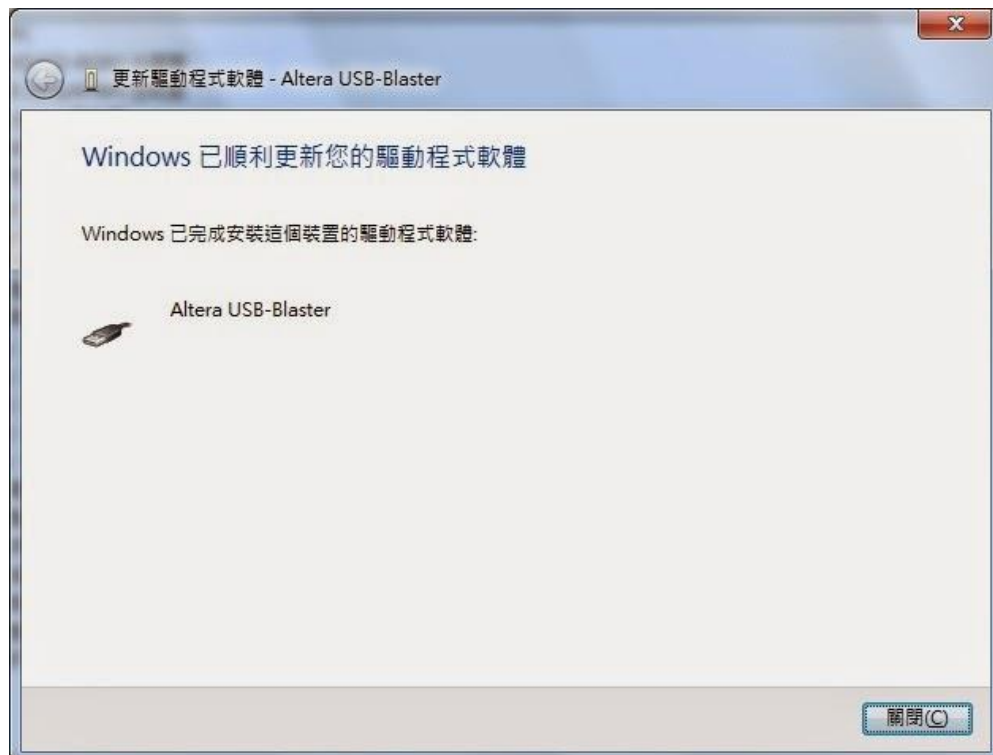 更新驅動程式軟體 - Altera USB-Blaster
Windows 已順利更新您的驅動程式軟體
Windows 已完成安裝這個裝置的驅動程式軟體:
Altera USB-Blaster
關閉(C)